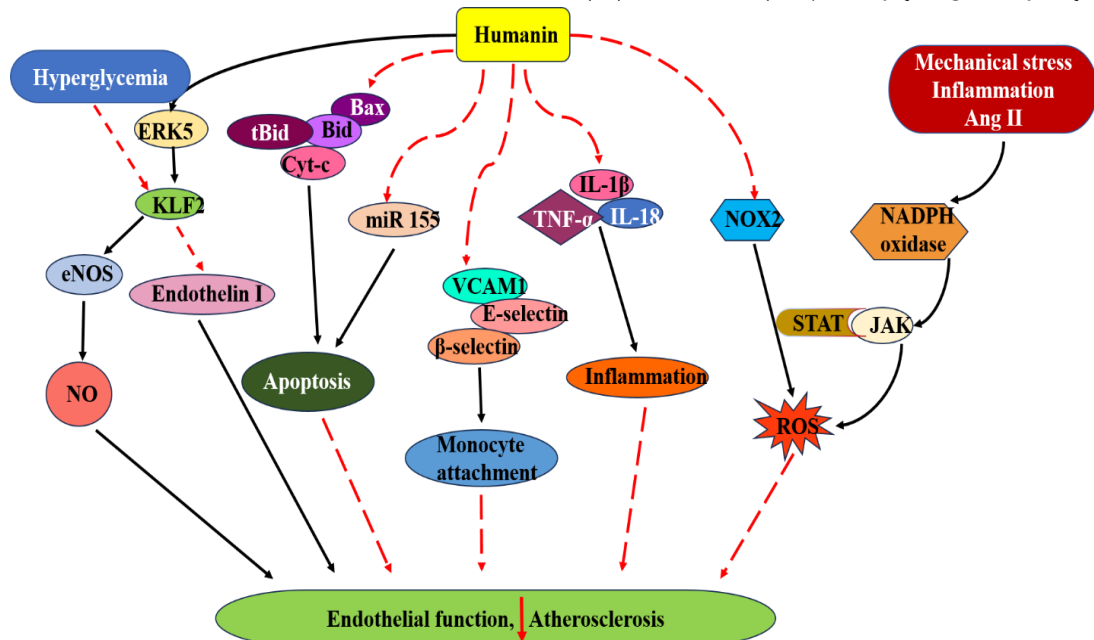 Humanin
Hyperglycemia
Mechanical stress
Inflammation
Ang II
ERK5
Bax
tBid
Bid
Cyt-c
KLF2
miR 155
IL-1β
TNF-α
IL-18
NOX2
NADPH
oxidase
eNOS
Endothelin I
VCAM1
E-selectin
β-selectin
STAT
JAK
NO
Apoptosis
Inflammation
ROS
Monocyte
attachment
Endothelial function, Atherosclerosis